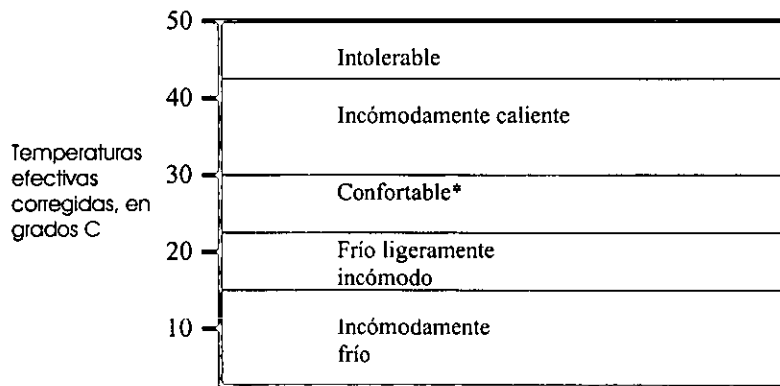 50
Intolerable
40
Incómodamente caliente
Temperaturas
efectivas
corregidas, en
grados C
30
Confortable*
20
Frío ligeramente
incómodo
10
Incómodamente
frío